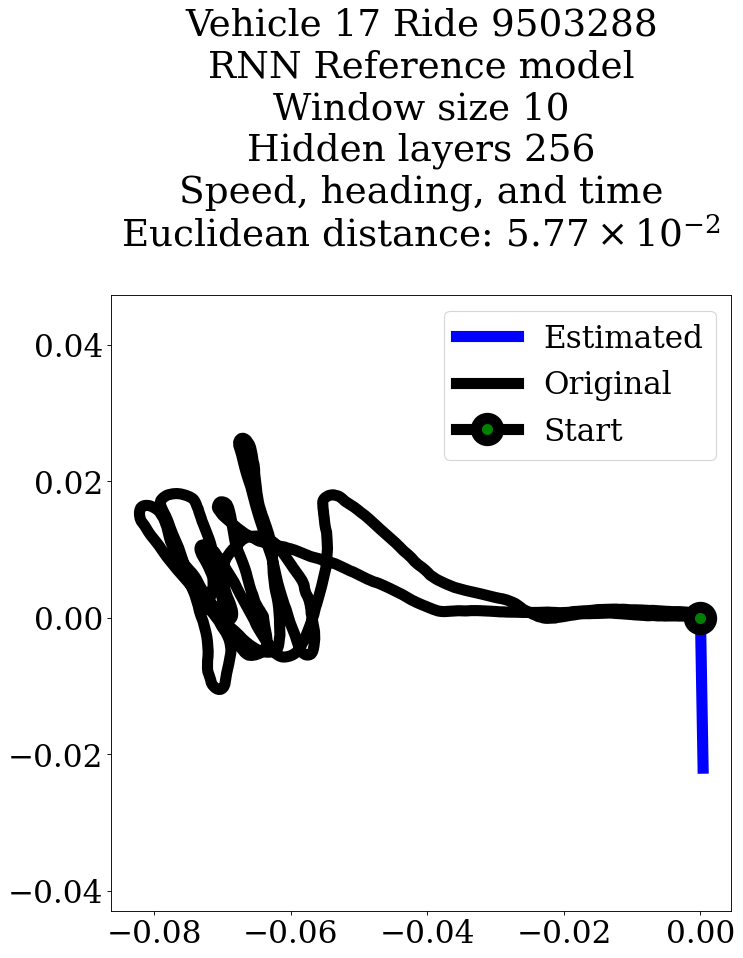 Vehicle 17 Ride 9503288
RNN Reference model
Window size 10
Hidden layers 256
Speed, heading, and time
Euclidean distance: 5.77 × 10⁻²
Estimated
Original
Start
0.04
0.02
0.00
−0.02
−0.04
−0.08 −0.06 −0.04 −0.02 0.00